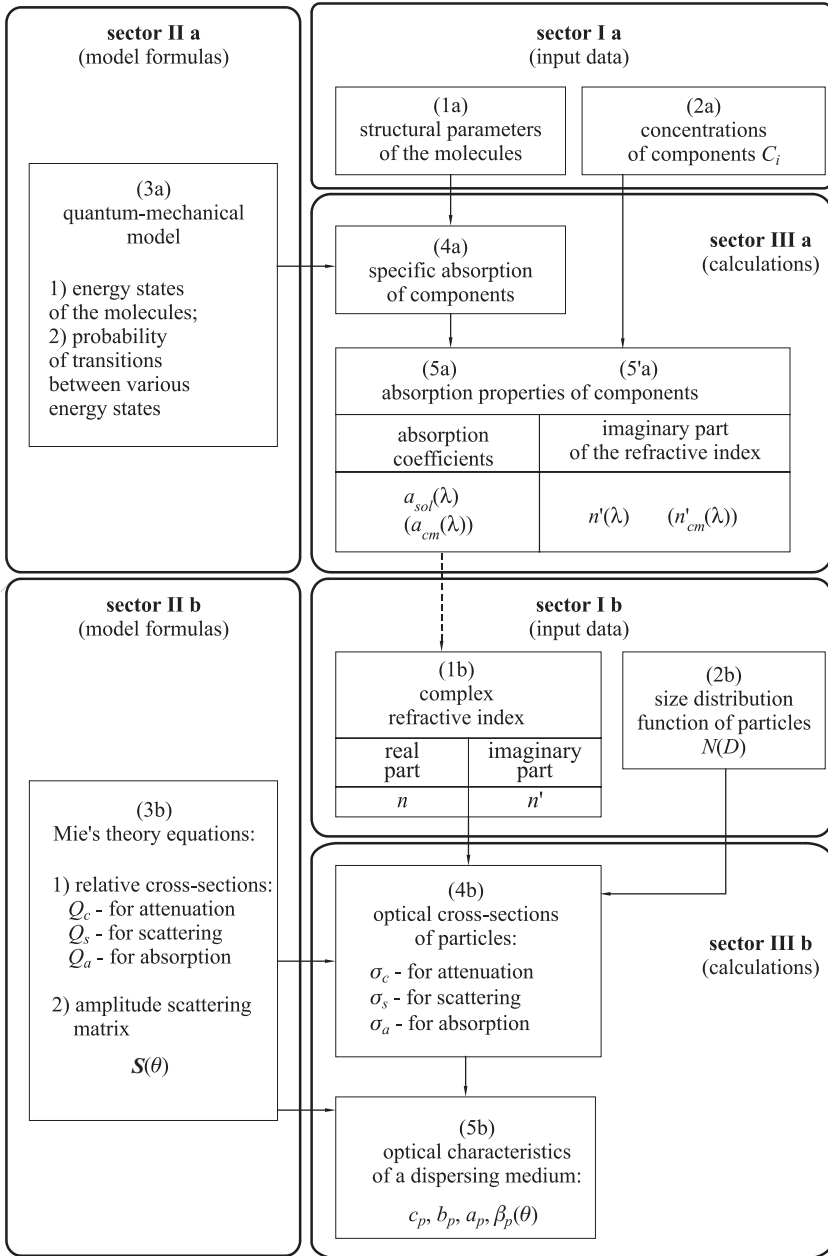 sector II a
(model formulas)
(3a)
quantum-mechanical
model
1) energy states
of the molecules;
2) probability
of transitions
between various
energy states
sector I a
(input data)
(1a)
structural parameters
of the molecules
(2a)
concentrations
of components C_i
sector III a
(calculations)
(4a)
specific absorption
of components
(5a) (5'a)
absorption properties of components
absorption
coefficients
imaginary part
of the refractive index
a_sol(λ)
(a_cm(λ))
n'(λ) (n'_cm(λ))
sector II b
(model formulas)
(3b)
Mie's theory equations:
1) relative cross-sections:
Q_c - for attenuation
Q_s - for scattering
Q_a - for absorption
2) amplitude scattering
matrix
S(θ)
sector I b
(input data)
(1b)
complex
refractive index
real
part
imaginary
part
n
n'
(2b)
size distribution
function of particles
N(D)
sector III b
(calculations)
(4b)
optical cross-sections
of particles:
σ_c - for attenuation
σ_s - for scattering
σ_a - for absorption
(5b)
optical characteristics
of a dispersing medium:
c_p, b_p, a_p, β_p(θ)